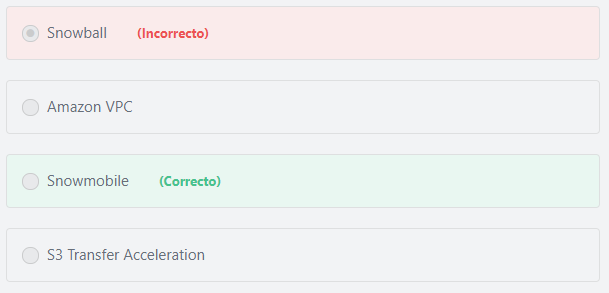 Snowball (Incorrecto)
Amazon VPC
Snowmobile (Correcto)
S3 Transfer Acceleration